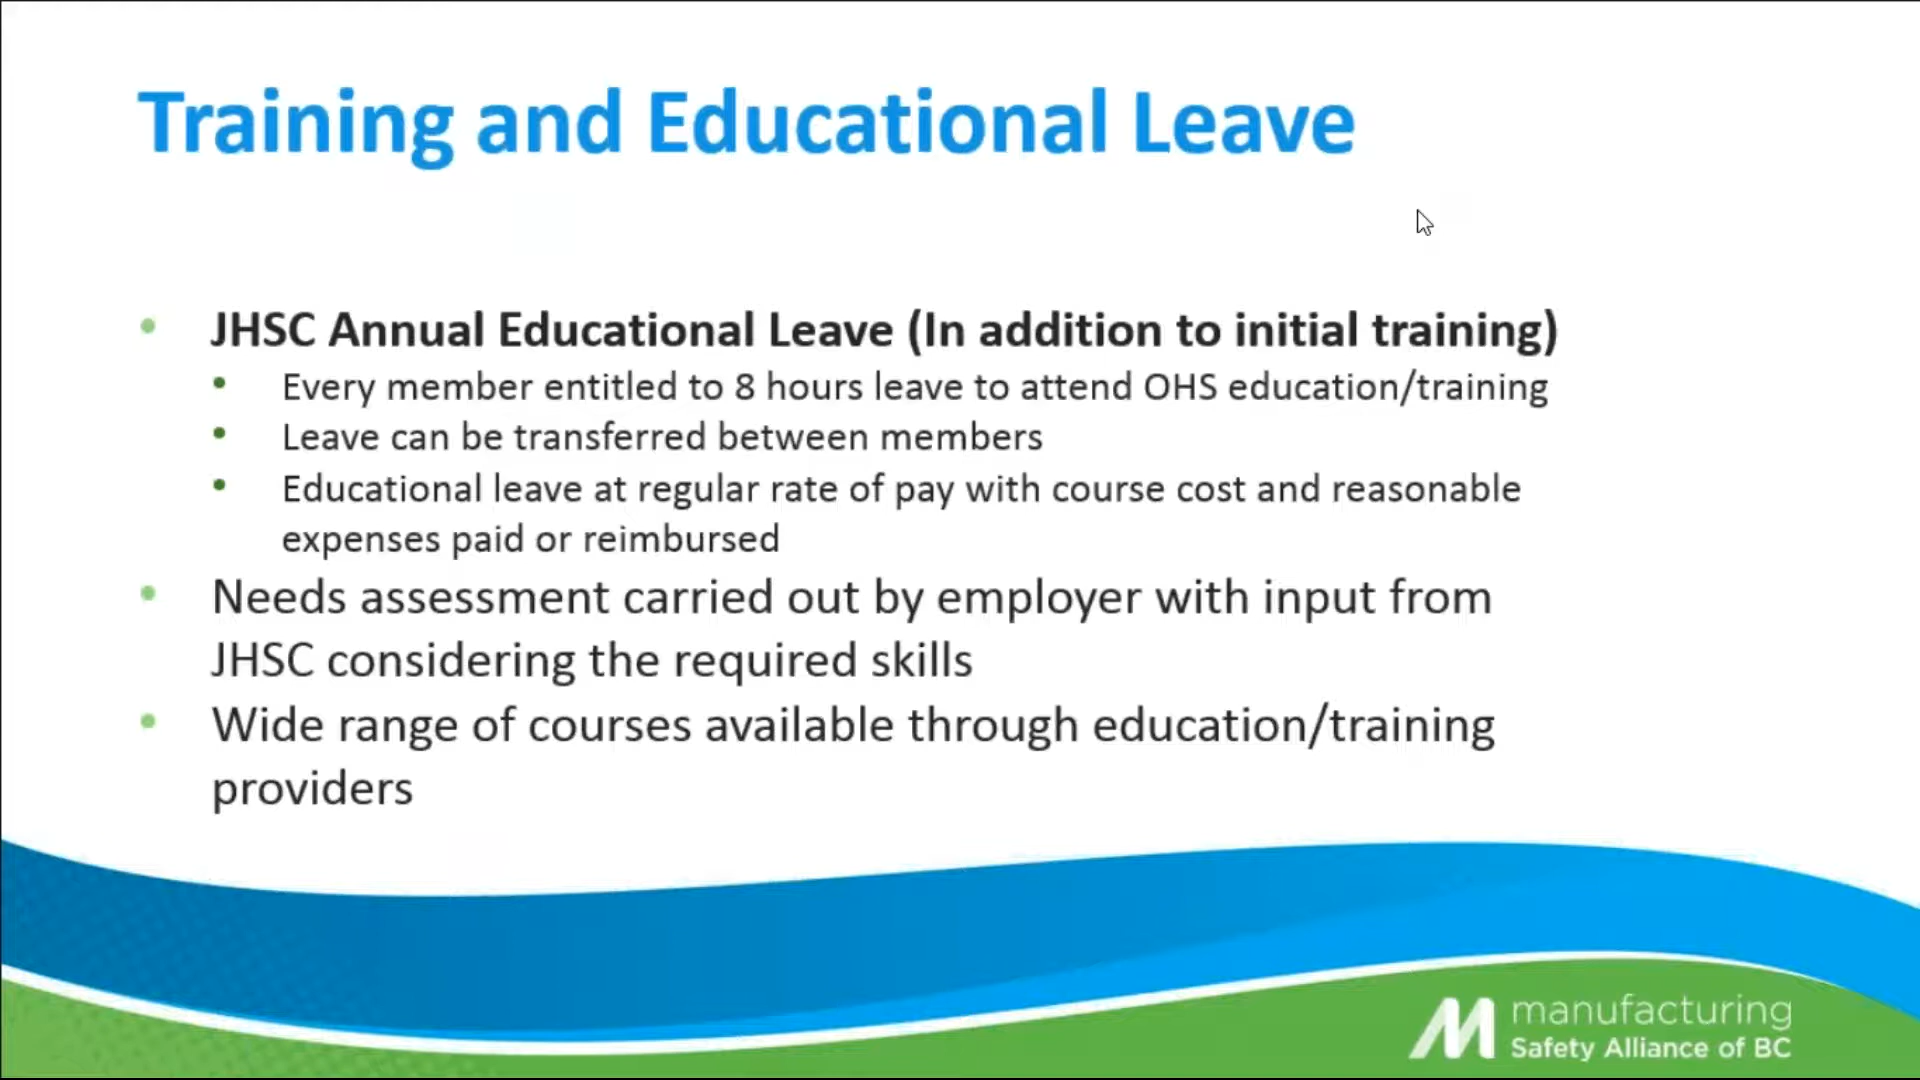 Training and Educational Leave
JHSC Annual Educational Leave (In addition to initial training)
Every member entitled to 8 hours leave to attend OHS education/training
Leave can be transferred between members
Educational leave at regular rate of pay with course cost and reasonable
expenses paid or reimbursed
Needs assessment carried out by employer with input from
JHSC considering the required skills
Wide range of courses available through education/training
providers
manufacturing
Safety Alliance of BC